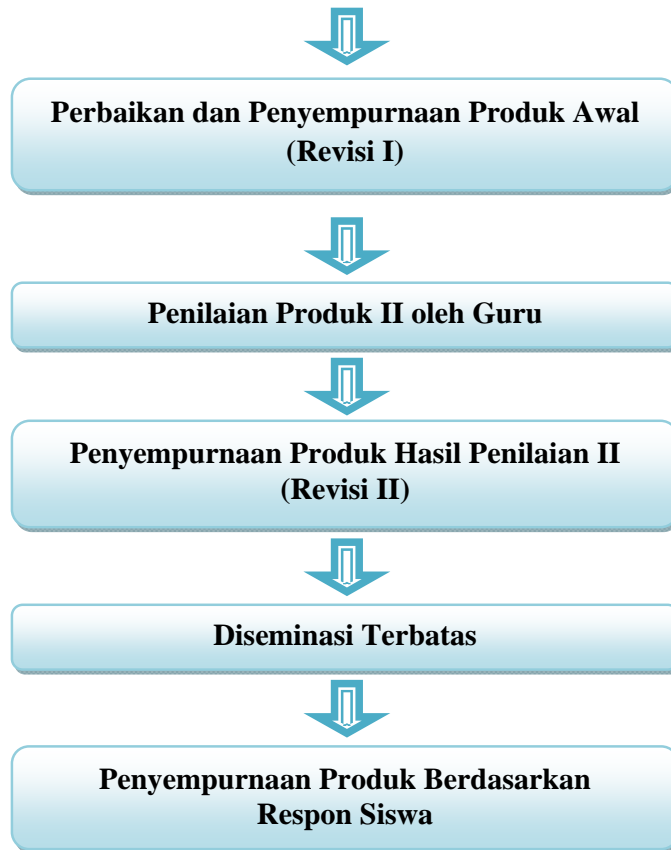 Perbaikan dan Penyempurnaan Produk Awal
(Revisi I)
Penilaian Produk II oleh Guru
Penyempurnaan Produk Hasil Penilaian II
(Revisi II)
Diseminasi Terbatas
Penyempurnaan Produk Berdasarkan
Respon Siswa